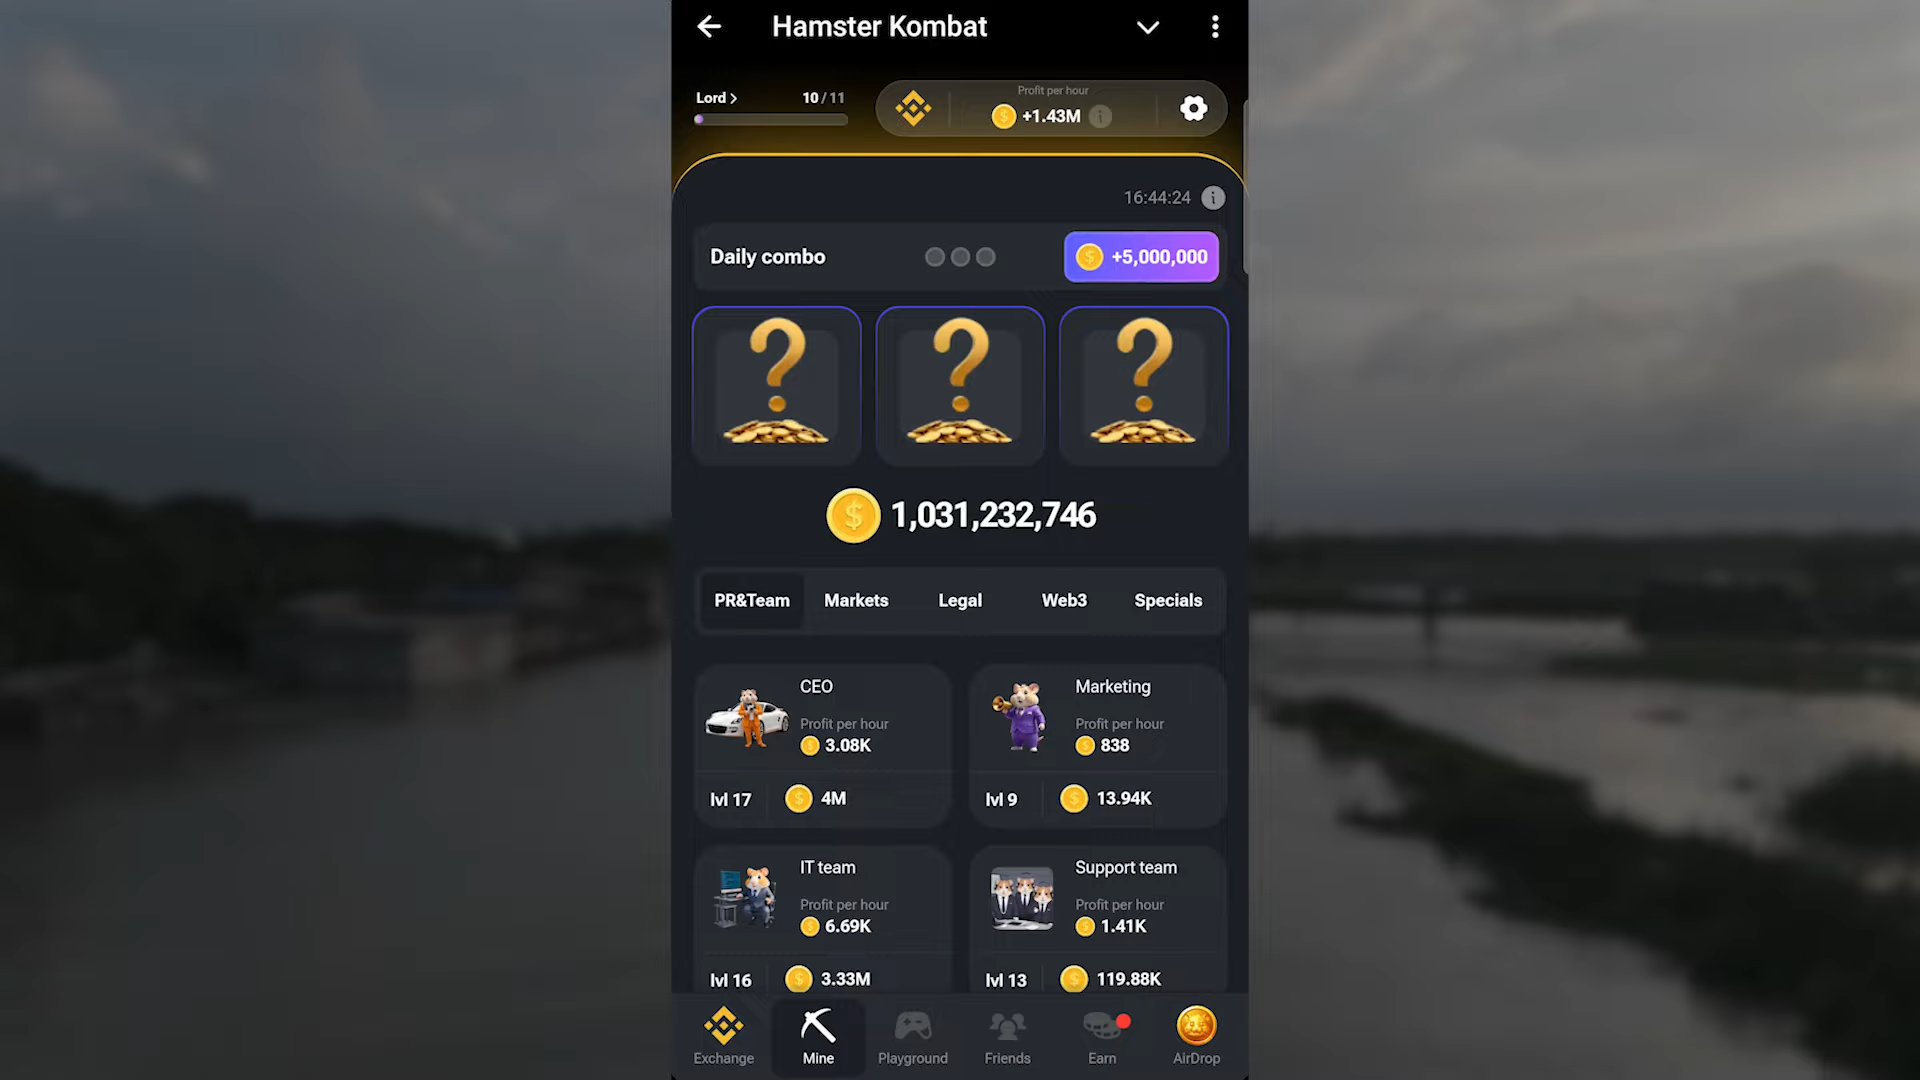 Hamster Kombat
Lord >
10 / 11
Profit per hour
+1.43M
16:44:24
Daily combo
+5,000,000
1,031,232,746
PR&Team
Markets
Legal
Web3
Specials
CEO
Profit per hour
3.08K
lvl 17
4M
Marketing
Profit per hour
838
lvl 9
13.94K
IT team
Profit per hour
6.69K
lvl 16
3.33M
Support team
Profit per hour
1.41K
lvl 13
119.88K
Exchange
Mine
Playground
Friends
Earn
AirDrop